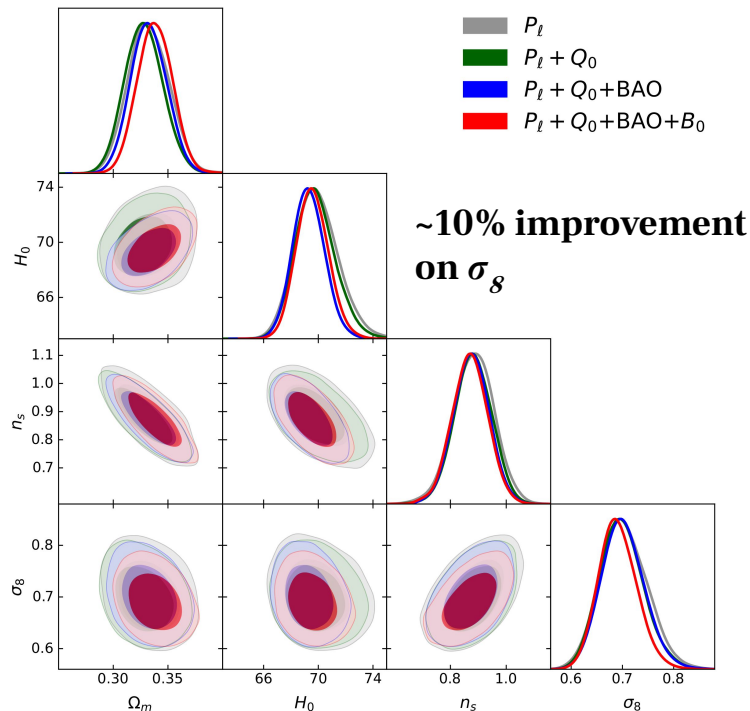 P_ℓ
P_ℓ + Q_0
P_ℓ + Q_0+BAO
P_ℓ + Q_0+BAO+B_0
~10% improvement
on σ_8
74
70
66
H_0
1.1
1.0
0.9
0.8
0.7
n_s
0.8
0.7
0.6
σ_8
0.30 0.35
Ω_m
66 70 74
H_0
0.8 1.0
n_s
0.6 0.7 0.8
σ_8